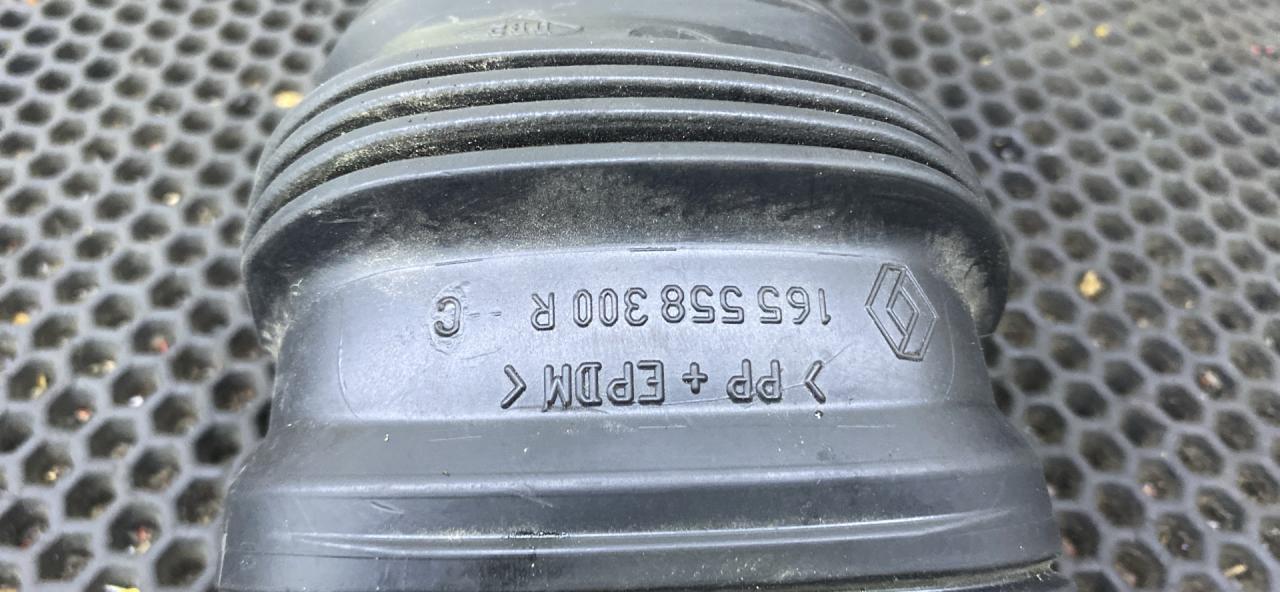 < PP + EPDM >
165 558 300 R C